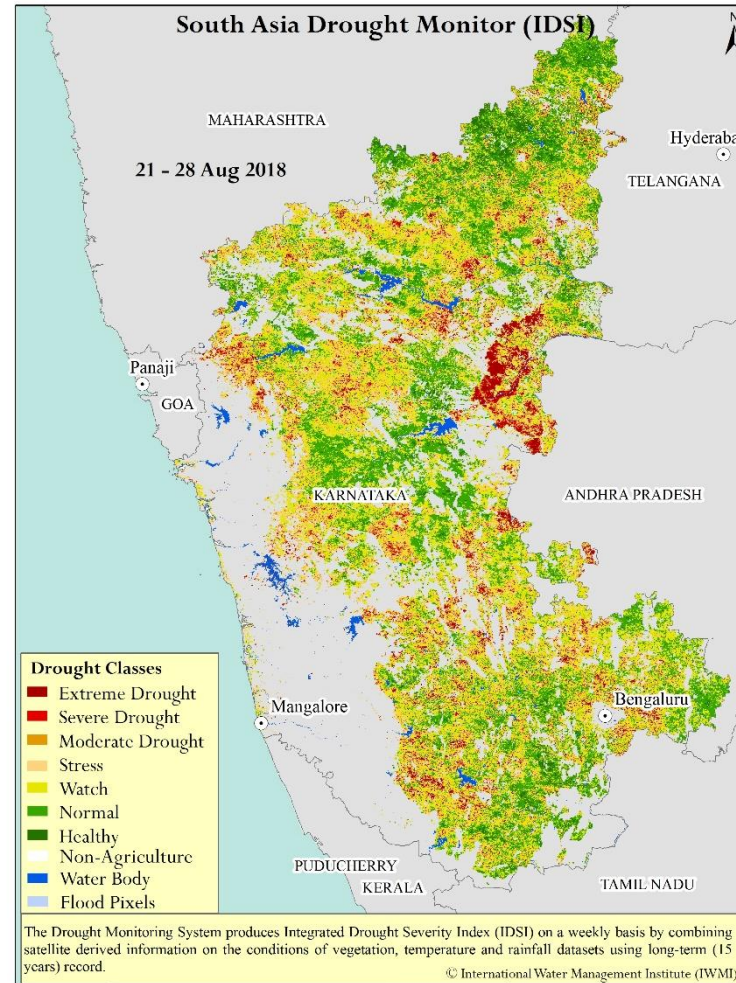 South Asia Drought Monitor (IDSI)
N
MAHARASHTRA
Hyderaba
21 - 28 Aug 2018
TELANGANA
Panaji
GOA
KARNATAKA
ANDHRA PRADESH
Drought Classes
Extreme Drought
Severe Drought
Moderate Drought
Stress
Watch
Normal
Healthy
Non-Agriculture
Water Body
Flood Pixels
Mangalore
Bengaluru
PUDUCHERRY
KERALA
TAMIL NADU
The Drought Monitoring System produces Integrated Drought Severity Index (IDSI) on a weekly basis by combining
satellite derived information on the conditions of vegetation, temperature and rainfall datasets using long-term (15
years) record.
© International Water Management Institute (IWMI)